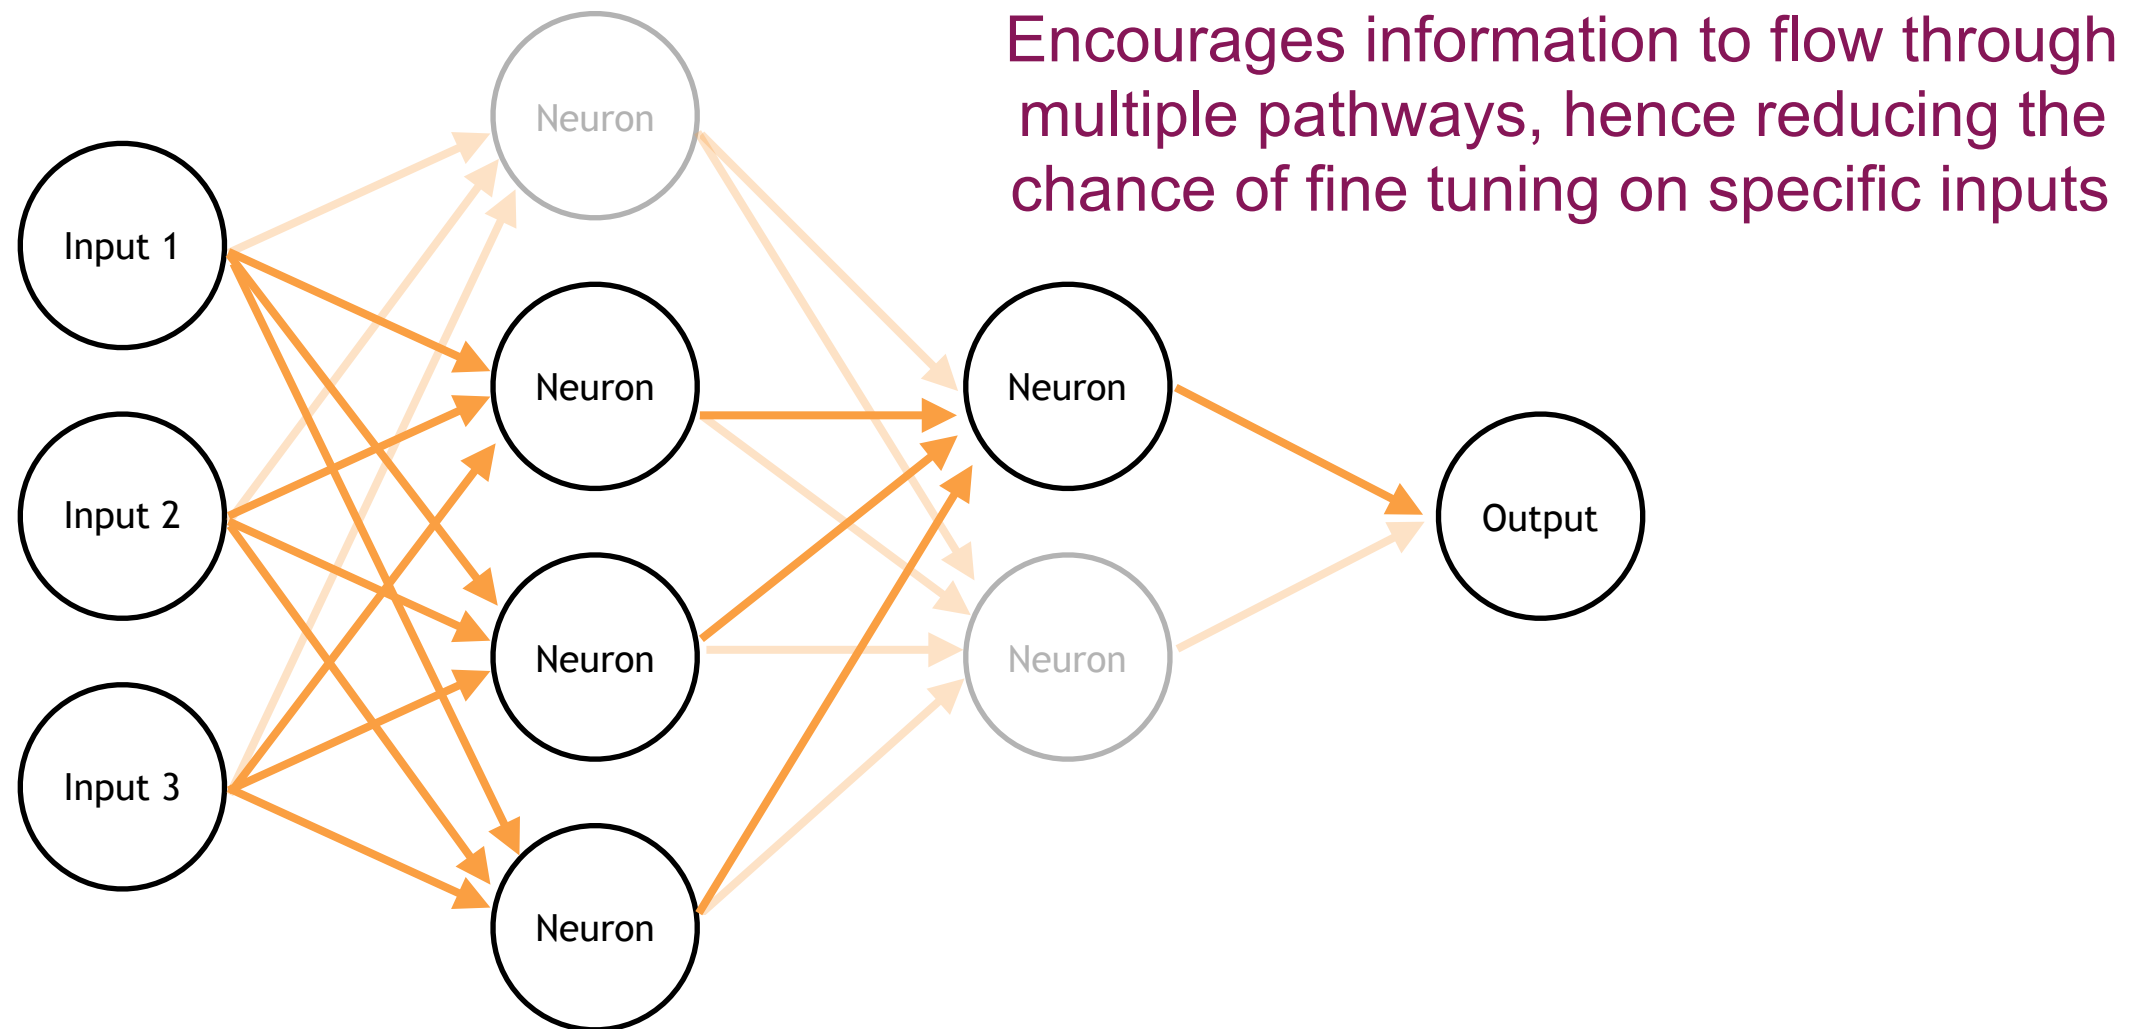 Encourages information to flow through
multiple pathways, hence reducing the
chance of fine tuning on specific inputs
Input 1
Input 2
Input 3
Neuron
Neuron
Neuron
Neuron
Neuron
Neuron
Output